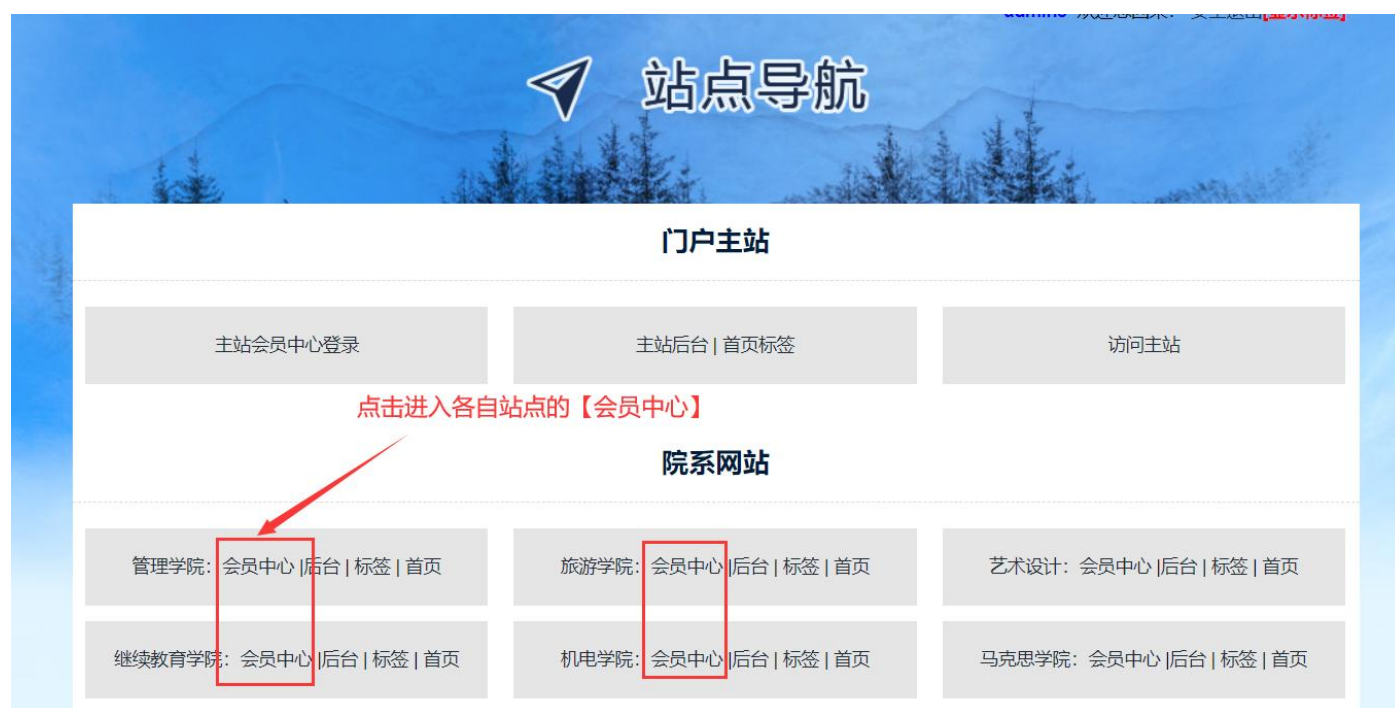 站点导航
门户主站
主站会员中心登录
主站后台 | 首页标签
访问主站
点击进入各自站点的【会员中心】
院系网站
管理学院：会员中心 |后台 | 标签 | 首页
旅游学院：会员中心 |后台 | 标签 | 首页
艺术设计：会员中心 |后台 | 标签 | 首页
继续教育学院：会员中心 |后台 | 标签 | 首页
机电学院：会员中心 |后台 | 标签 | 首页
马克思学院：会员中心 |后台 | 标签 | 首页